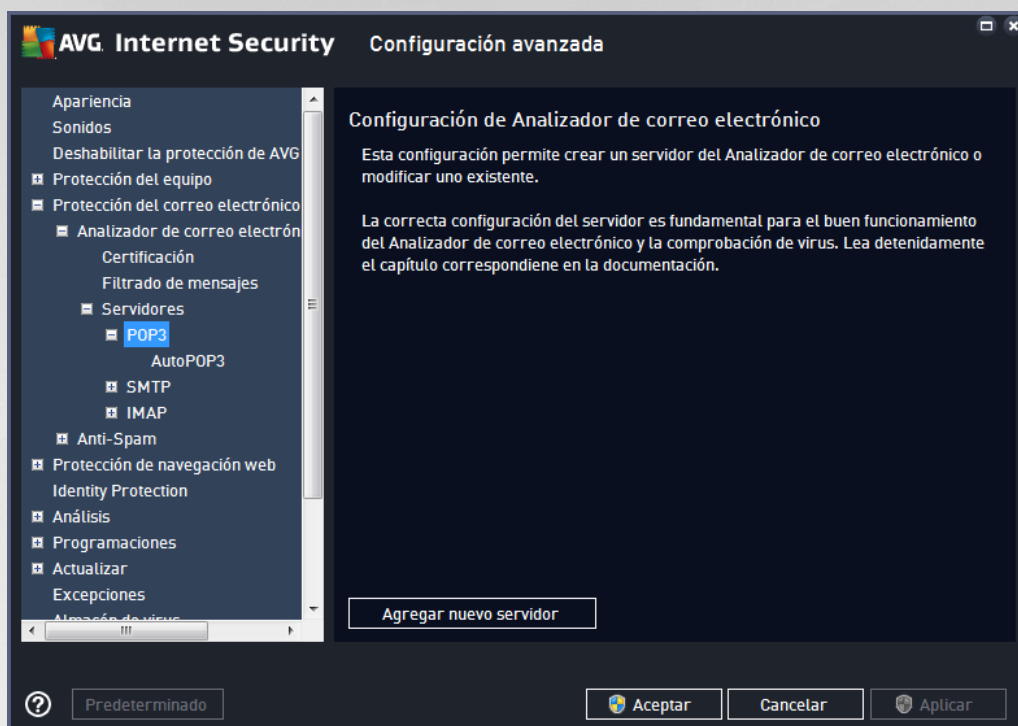 AVG. Internet Security Configuración avanzada
Apariencia
Sonidos
Deshabilitar la protección de AVG
Protección del equipo
Protección del correo electrónico
Analizador de correo electrón
Certificación
Filtrado de mensajes
Servidores
POP3
AutoPOP3
SMTP
IMAP
Anti-Spam
Protección de navegación web
Identity Protection
Análisis
Programaciones
Actualizar
Excepciones
Almacén de virus
Configuración de Analizador de correo electrónico
Esta configuración permite crear un servidor del Analizador de correo electrónico o
modificar uno existente.
La correcta configuración del servidor es fundamental para el buen funcionamiento
del Analizador de correo electrónico y la comprobación de virus. Lea detenidamente
el capítulo correspondiene en la documentación.
Agregar nuevo servidor
Predeterminado
Aceptar
Cancelar
Aplicar